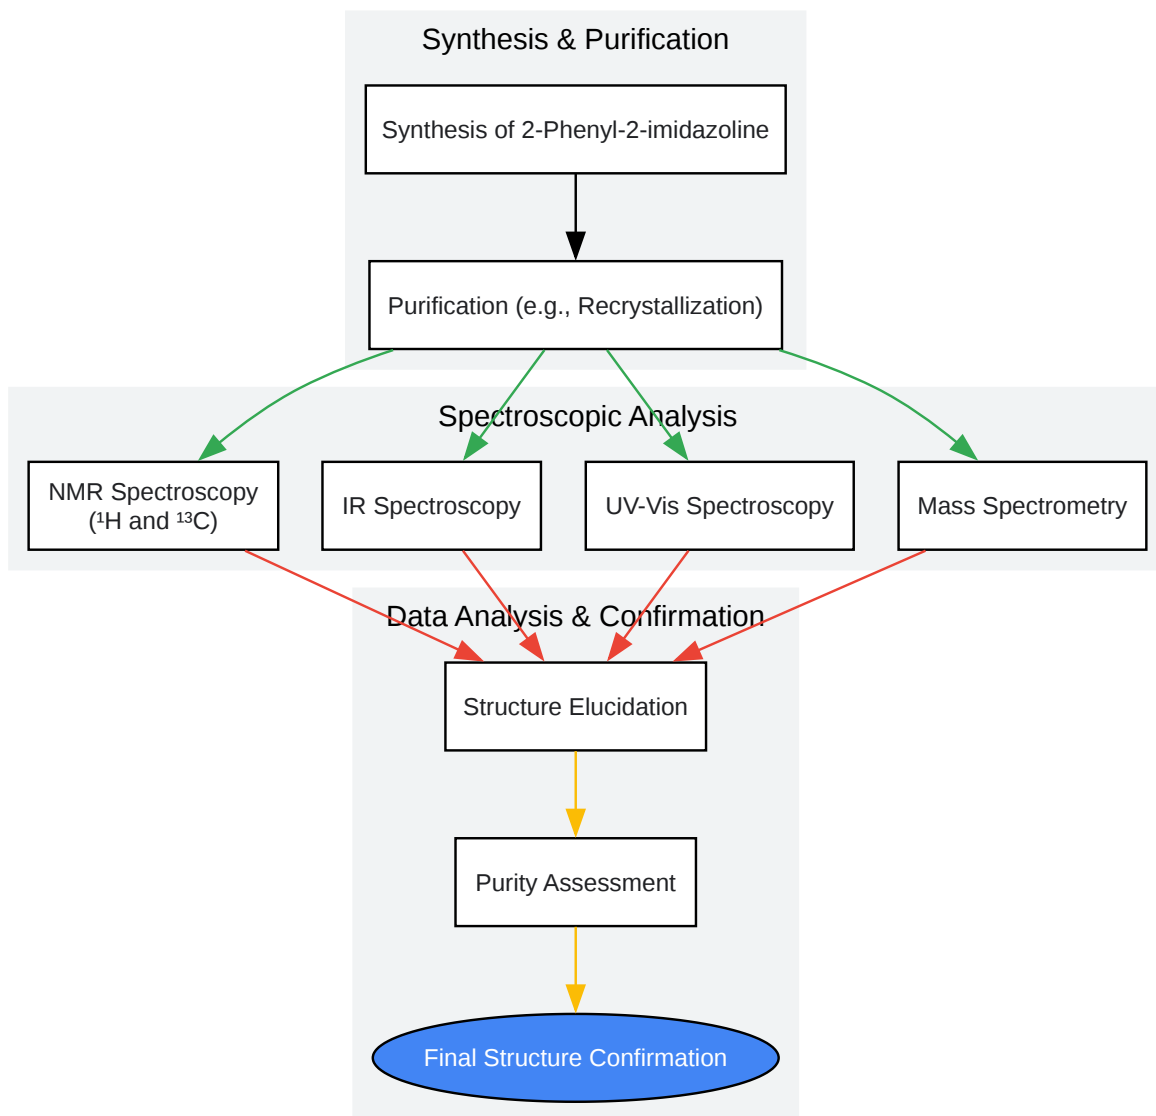 Synthesis & Purification
Synthesis of 2-Phenyl-2-imidazoline
Purification (e.g., Recrystallization)
Spectroscopic Analysis
NMR Spectroscopy
(¹H and ¹³C)
IR Spectroscopy
UV-Vis Spectroscopy
Mass Spectrometry
Data Analysis & Confirmation
Structure Elucidation
Purity Assessment
Final Structure Confirmation